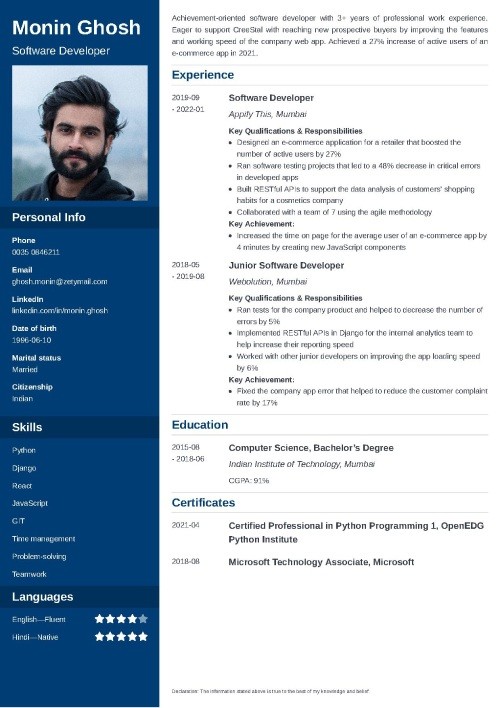 Monin Ghosh
Software Developer
Personal Info
Phone
0035 0846211
Email
ghosh.monin@zetymail.com
LinkedIn
linkedin.com/in/monin.ghosh
Date of birth
1996-06-10
Marital status
Married
Citizenship
Indian
Skills
Python
Django
React
JavaScript
GIT
Time management
Problem-solving
Teamwork
Languages
English—Fluent
Hindi—Native
Achievement-oriented software developer with 3+ years of professional work experience.
Eager to support CreeStail with reaching new prospective buyers by improving the features
and working speed of the company web app. Achieved a 27% increase of active users of an
e-commerce app in 2021.
Experience
2019-09
- 2022-01
Software Developer
Appify This, Mumbai
Key Qualifications & Responsibilities
• Designed an e-commerce application for a retailer that boosted the
number of active users by 27%
• Ran software testing projects that led to a 48% decrease in critical errors
in developed apps
• Built RESTful APIs to support the data analysis of customers' shopping
habits for a cosmetics company
• Collaborated with a team of 7 using the agile methodology
Key Achievement:
• Increased the time on page for the average user of an e-commerce app by
4 minutes by creating new JavaScript components
2018-05
- 2019-08
Junior Software Developer
Webolution, Mumbai
Key Qualifications & Responsibilities
• Ran tests for the company product and helped to decrease the number of
errors by 5%
• Implemented RESTful APIs in Django for the internal analytics team to
help increase their reporting speed
• Worked with other junior developers on improving the app loading speed
by 6%
Key Achievement:
• Fixed the company app error that helped to reduce the customer complaint
rate by 17%
Education
2015-08
- 2018-06
Computer Science, Bachelor's Degree
Indian Institute of Technology, Mumbai
CGPA: 91%
Certificates
2021-04
Certified Professional in Python Programming 1, OpenEDG
Python Institute
2018-08
Microsoft Technology Associate, Microsoft
Declaration: The information stated above is true to the best of my knowledge and belief.